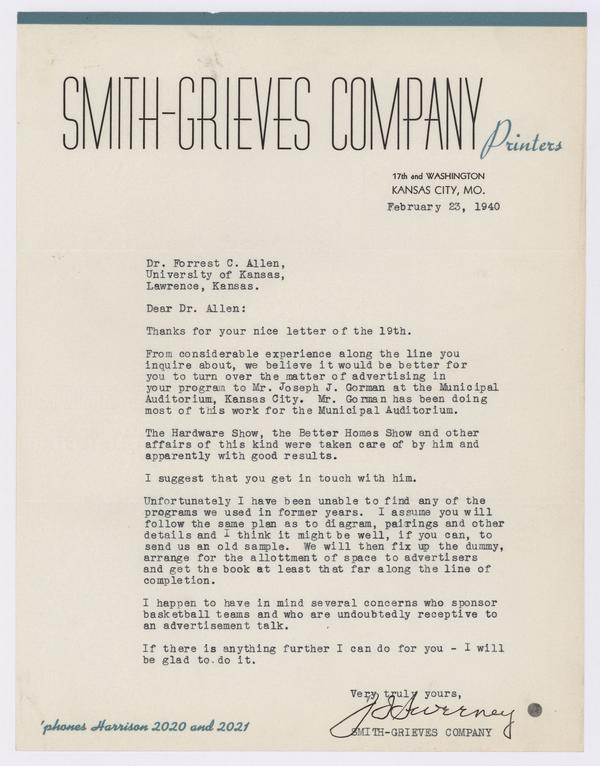 SMITH-GRIEVES COMPANY
Printers
17th and WASHINGTON
KANSAS CITY, MO.
February 23, 1940
Dr. Forrest C. Allen,
University of Kansas,
Lawrence, Kansas.
Dear Dr. Allen:
Thanks for your nice letter of the 19th.
From considerable experience along the line you
inquire about, we believe it would be better for
you to turn over the matter of advertising in
your program to Mr. Joseph J. Gorman at the Municipal
Auditorium, Kansas City. Mr. Gorman has been doing
most of this work for the Municipal Auditorium.
The Hardware Show, the Better Homes Show and other
affairs of this kind were taken care of by him and
apparently with good results.
I suggest that you get in touch with him.
Unfortunately I have been unable to find any of the
programs we used in former years. I assume you will
follow the same plan as to diagram, pairings and other
details and I think it might be well, if you can, to
send us an old sample. We will then fix up the dummy,
arrange for the allottment of space to advertisers
and get the book at least that far along the line of
completion.
I happen to have in mind several concerns who sponsor
basketball teams and who are undoubtedly receptive to
an advertisement talk.
If there is anything further I can do for you - I will
be glad to do it.
Very truly yours,
Sweeney
SMITH-GRIEVES COMPANY
'phones Harrison 2020 and 2021